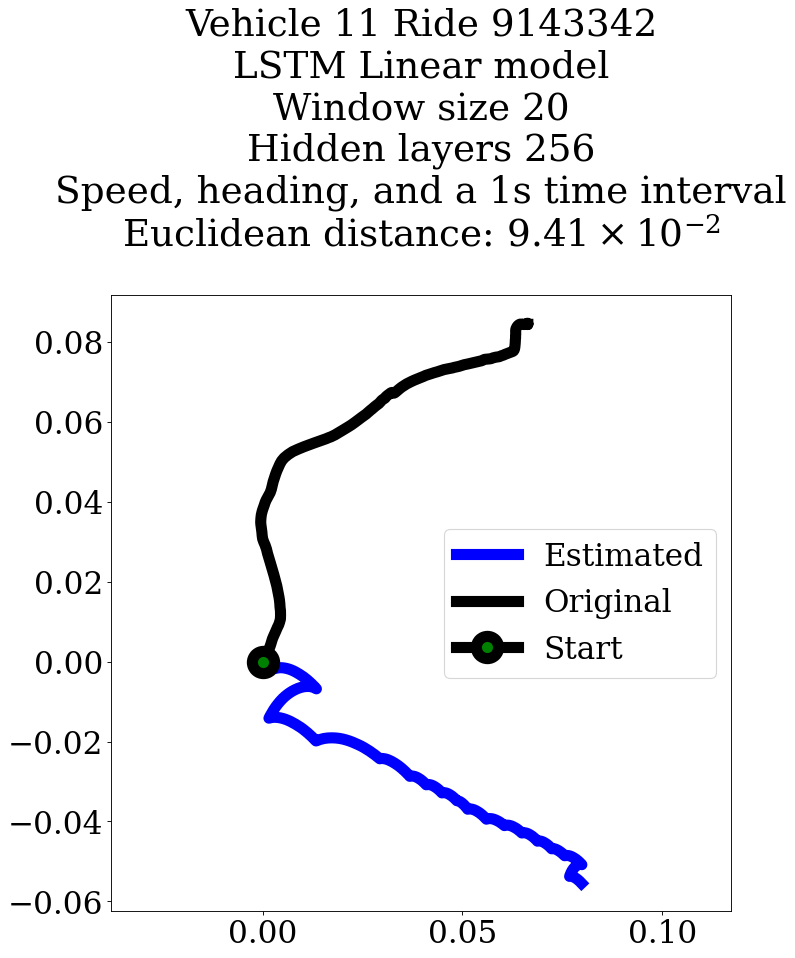 Vehicle 11 Ride 9143342
LSTM Linear model
Window size 20
Hidden layers 256
Speed, heading, and a 1s time interval
Euclidean distance: 9.41 × 10⁻²
0.08
0.06
0.04
0.02
0.00
−0.02
−0.04
−0.06
Estimated
Original
Start
0.00 0.05 0.10